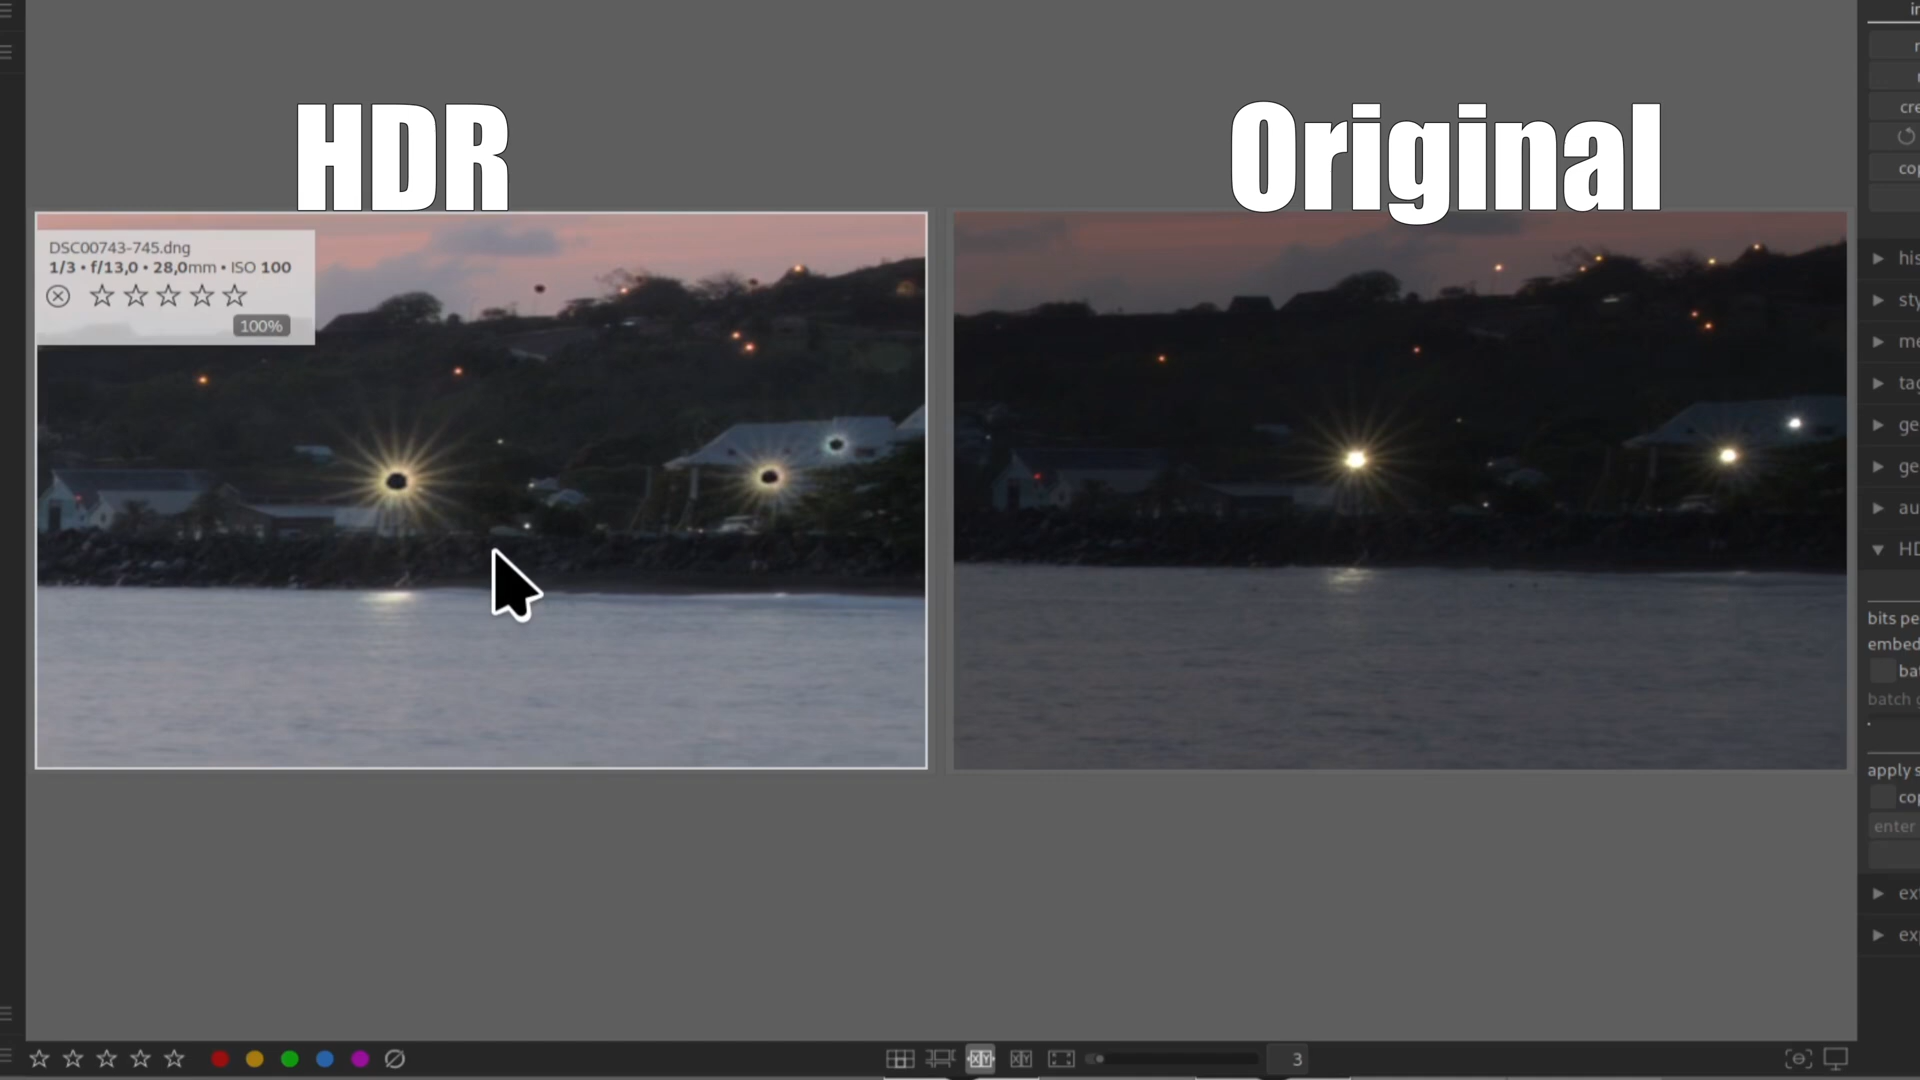 HDR
Original
DSC00743-745.dng
1/3 • f/13,0 • 28,0mm • ISO 100
100%
bits pe
embed
batch
apply s
enter
3